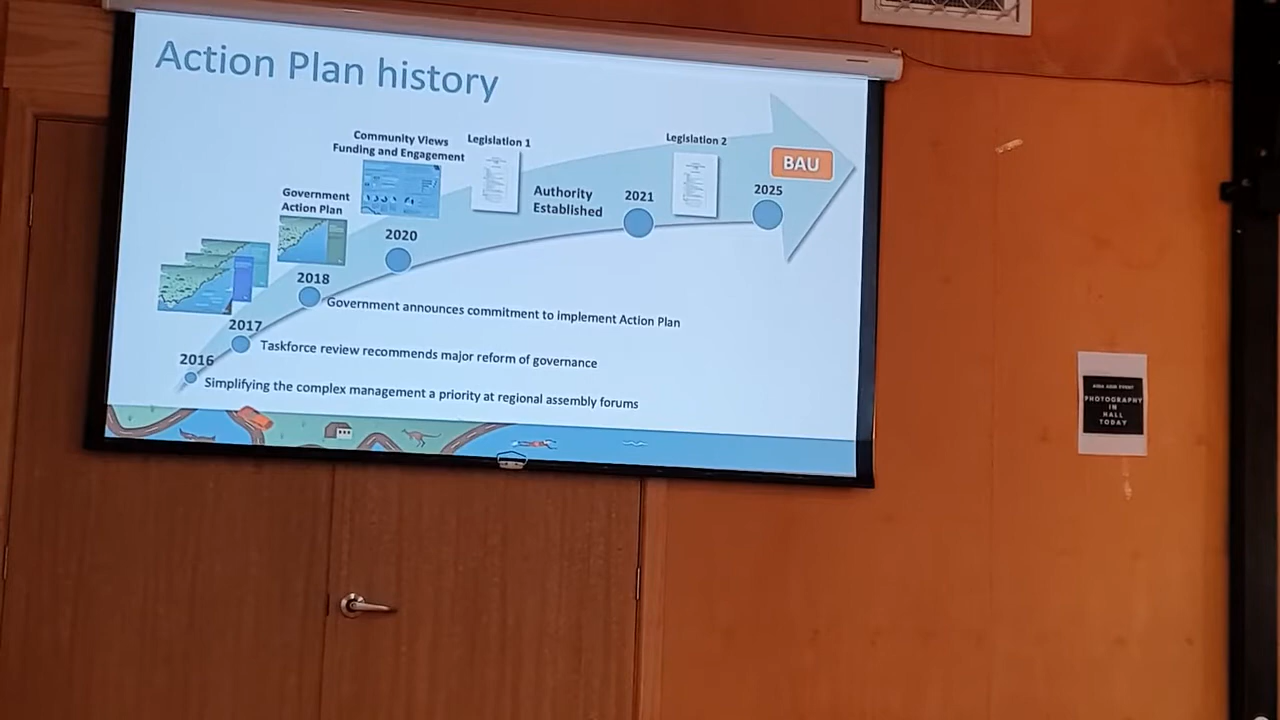 Action Plan history
Community Views
Funding and Engagement
Legislation 1
Legislation 2
BAU
Government
Action Plan
Authority
Established
2021
2025
2020
2018
Government announces commitment to implement Action Plan
2017
Taskforce review recommends major reform of governance
2016
Simplifying the complex management a priority at regional assembly forums
PHOTOGRAPHY
IN
HALL
TODAY